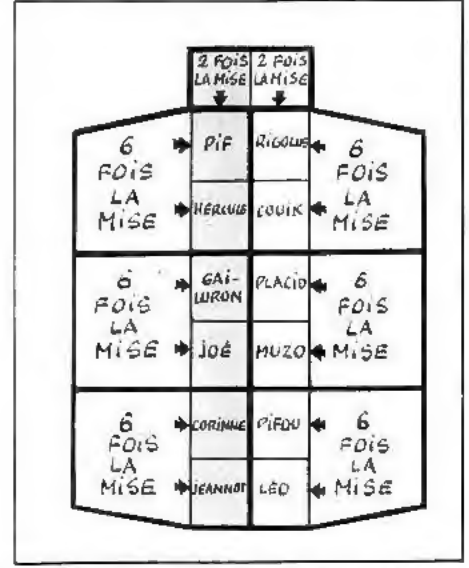 2 FOIS 2 FOIS
LA MISE LA MISE
6 FOIS LA MISE
PIF
RIGOLUS
6 FOIS LA MISE
HERCULE
COUIK
6 FOIS LA MISE
GAI-
LURON
PLACID
6 FOIS LA MISE
JOÉ
MUZO
6 FOIS LA MISE
CORINNE
PIFOU
6 FOIS LA MISE
JEANNOT
LÉO